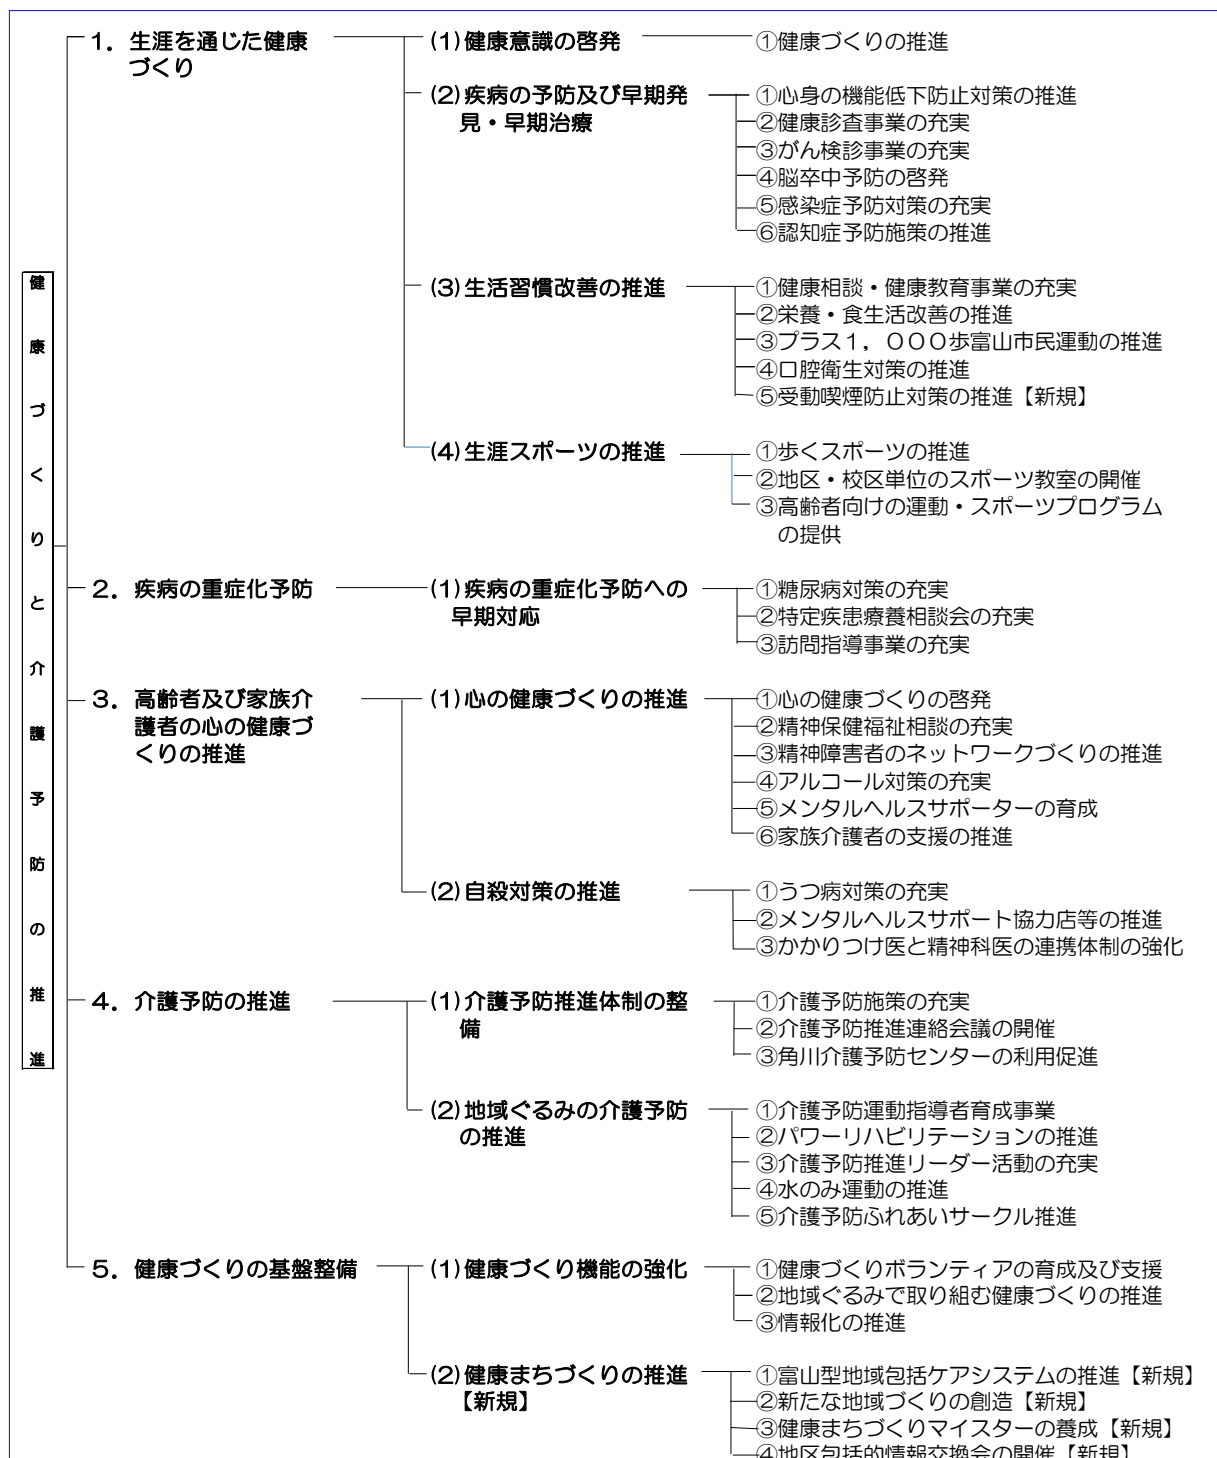 健康づくりと介護予防の推進
1．生涯を通じた健康
づくり
(1)健康意識の啓発
①健康づくりの推進
(2)疾病の予防及び早期発
見・早期治療
①心身の機能低下防止対策の推進
②健康診査事業の充実
③がん検診事業の充実
④脳卒中予防の啓発
⑤感染症予防対策の充実
⑥認知症予防施策の推進
(3)生活習慣改善の推進
①健康相談・健康教育事業の充実
②栄養・食生活改善の推進
③プラス１，０００歩富山市民運動の推進
④口腔衛生対策の推進
⑤受動喫煙防止対策の推進【新規】
(4)生涯スポーツの推進
①歩くスポーツの推進
②地区・校区単位のスポーツ教室の開催
③高齢者向けの運動・スポーツプログラム
の提供
2．疾病の重症化予防
(1)疾病の重症化予防への
早期対応
①糖尿病対策の充実
②特定疾患療養相談会の充実
③訪問指導事業の充実
3．高齢者及び家族介
護者の心の健康づ
くりの推進
(1)心の健康づくりの推進
①心の健康づくりの啓発
②精神保健福祉相談の充実
③精神障害者のネットワークづくりの推進
④アルコール対策の充実
⑤メンタルヘルスサポーターの育成
⑥家族介護者の支援の推進
(2)自殺対策の推進
①うつ病対策の充実
②メンタルヘルスサポート協力店等の推進
③かかりつけ医と精神科医の連携体制の強化
4．介護予防の推進
(1)介護予防推進体制の整
備
①介護予防施策の充実
②介護予防推進連絡会議の開催
③角川介護予防センターの利用促進
(2)地域ぐるみの介護予防
の推進
①介護予防運動指導者育成事業
②パワーリハビリテーションの推進
③介護予防推進リーダー活動の充実
④水のみ運動の推進
⑤介護予防ふれあいサークル推進
5．健康づくりの基盤整備
(1)健康づくり機能の強化
①健康づくりボランティアの育成及び支援
②地域ぐるみで取り組む健康づくりの推進
③情報化の推進
(2)健康まちづくりの推進
【新規】
①富山型地域包括ケアシステムの推進【新規】
②新たな地域づくりの創造【新規】
③健康まちづくりマイスターの養成【新規】
④地区包括的情報交換会の開催【新規】